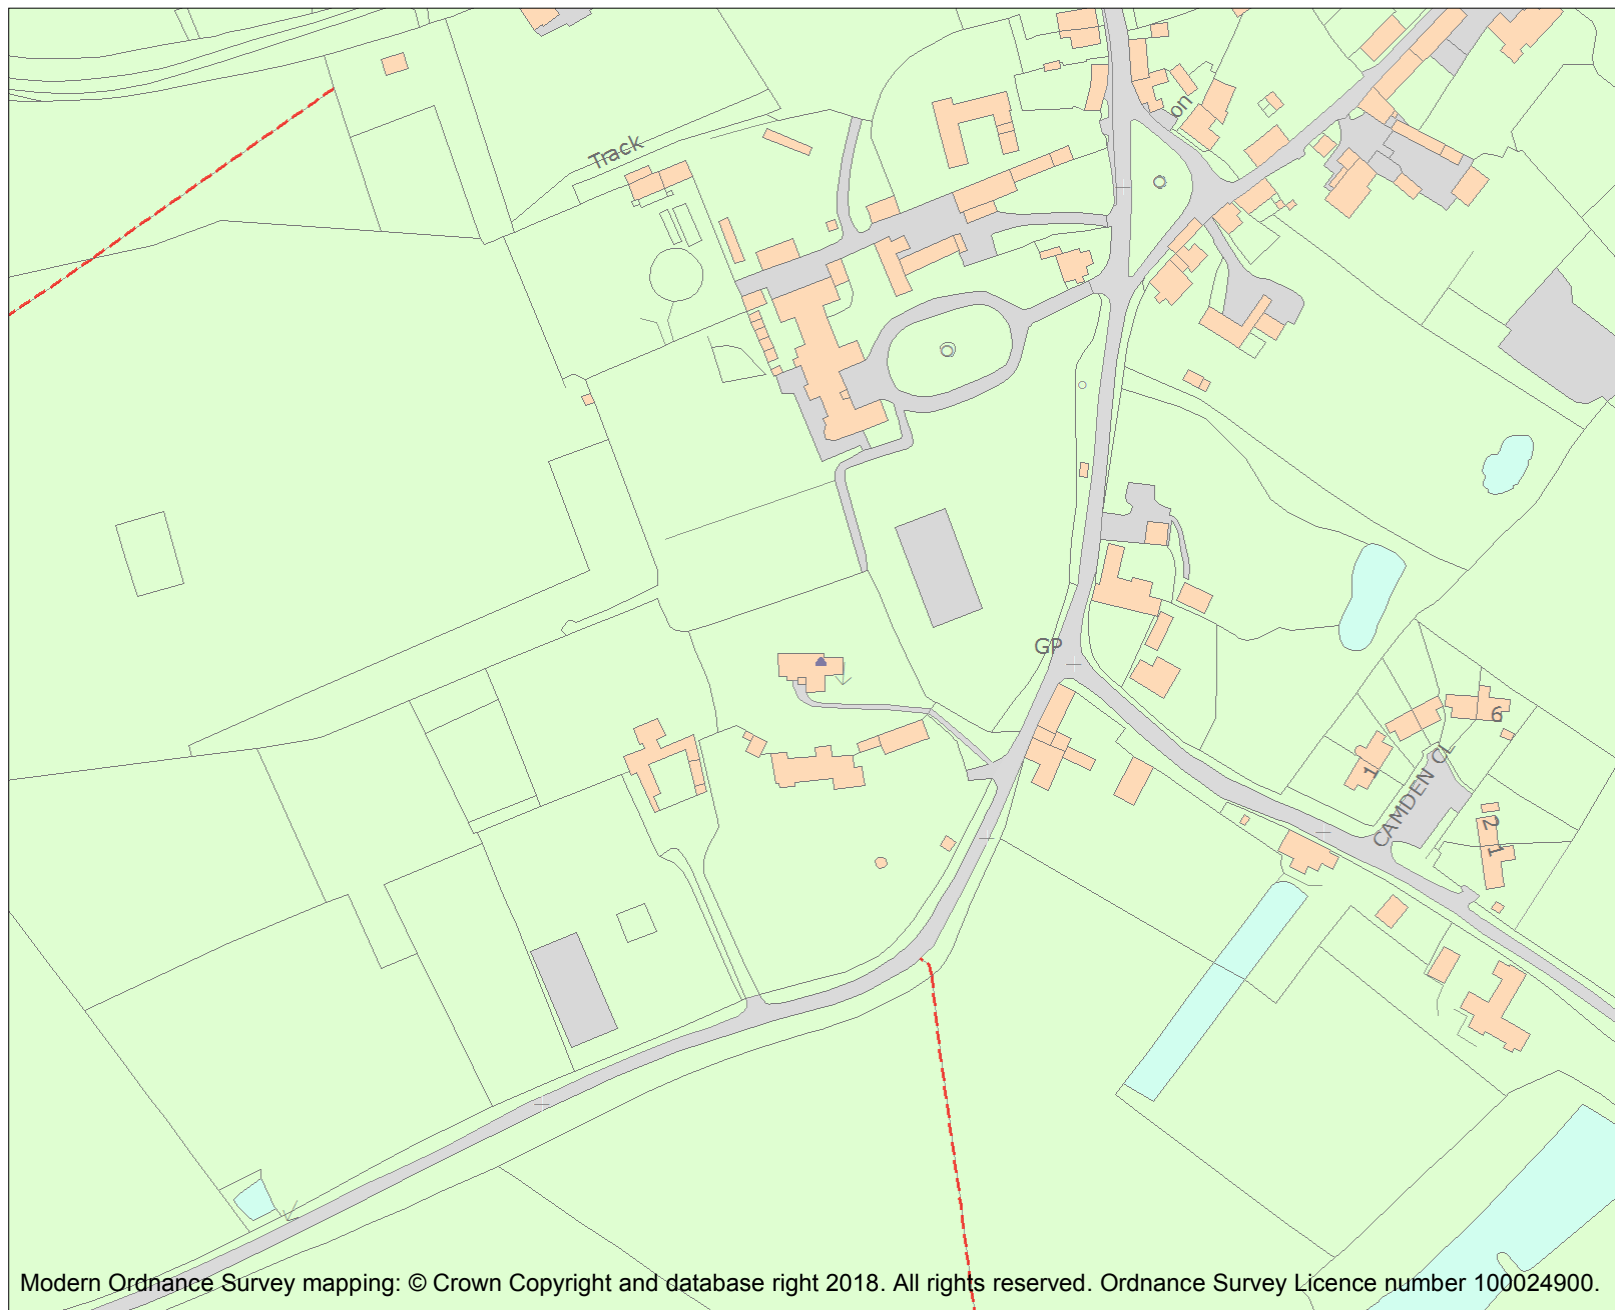 on
Track
GP
6
1
CAMDEN CL
2
1
Modern Ordnance Survey mapping: © Crown Copyright and database right 2018. All rights reserved. Ordnance Survey Licence number 100024900.